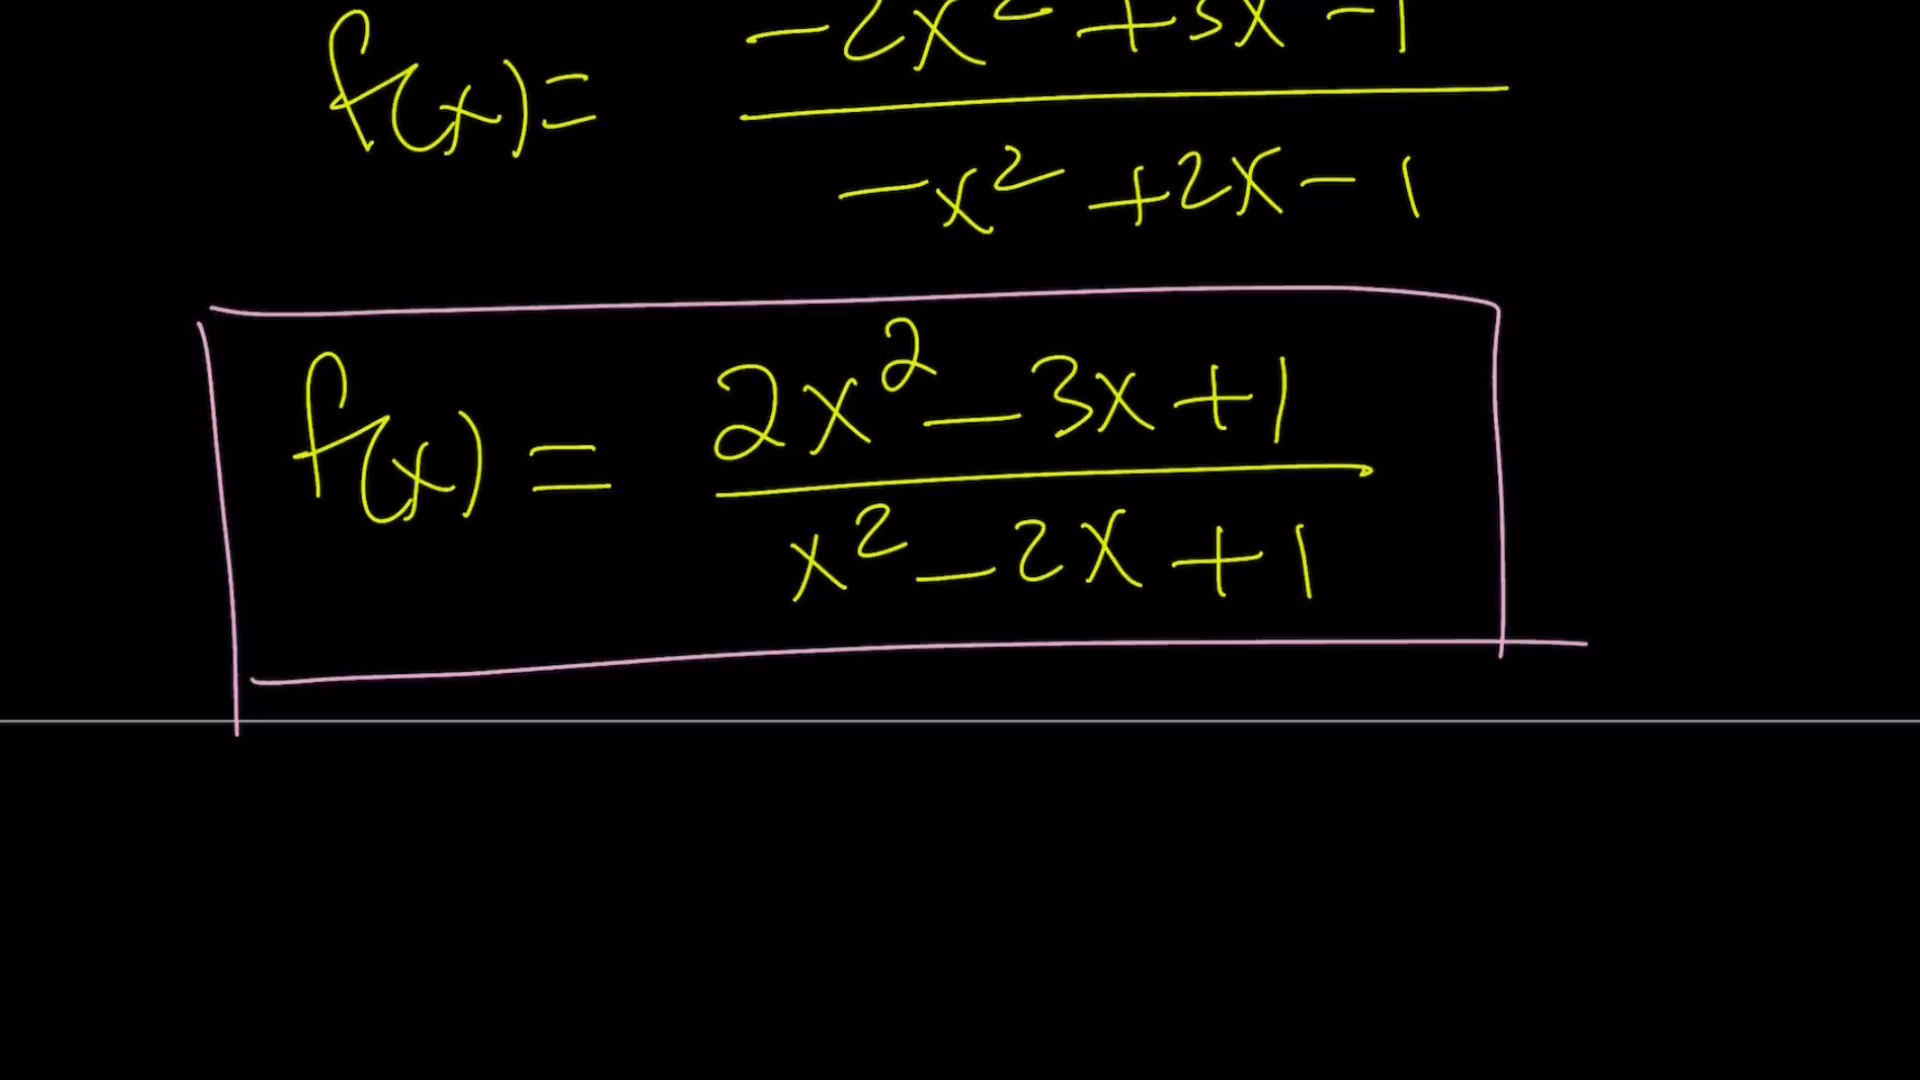 f(x) = (-2x² + 3x - 1)/(-x² + 2x - 1)
f(x) = (2x² - 3x + 1)/(x² - 2x + 1)